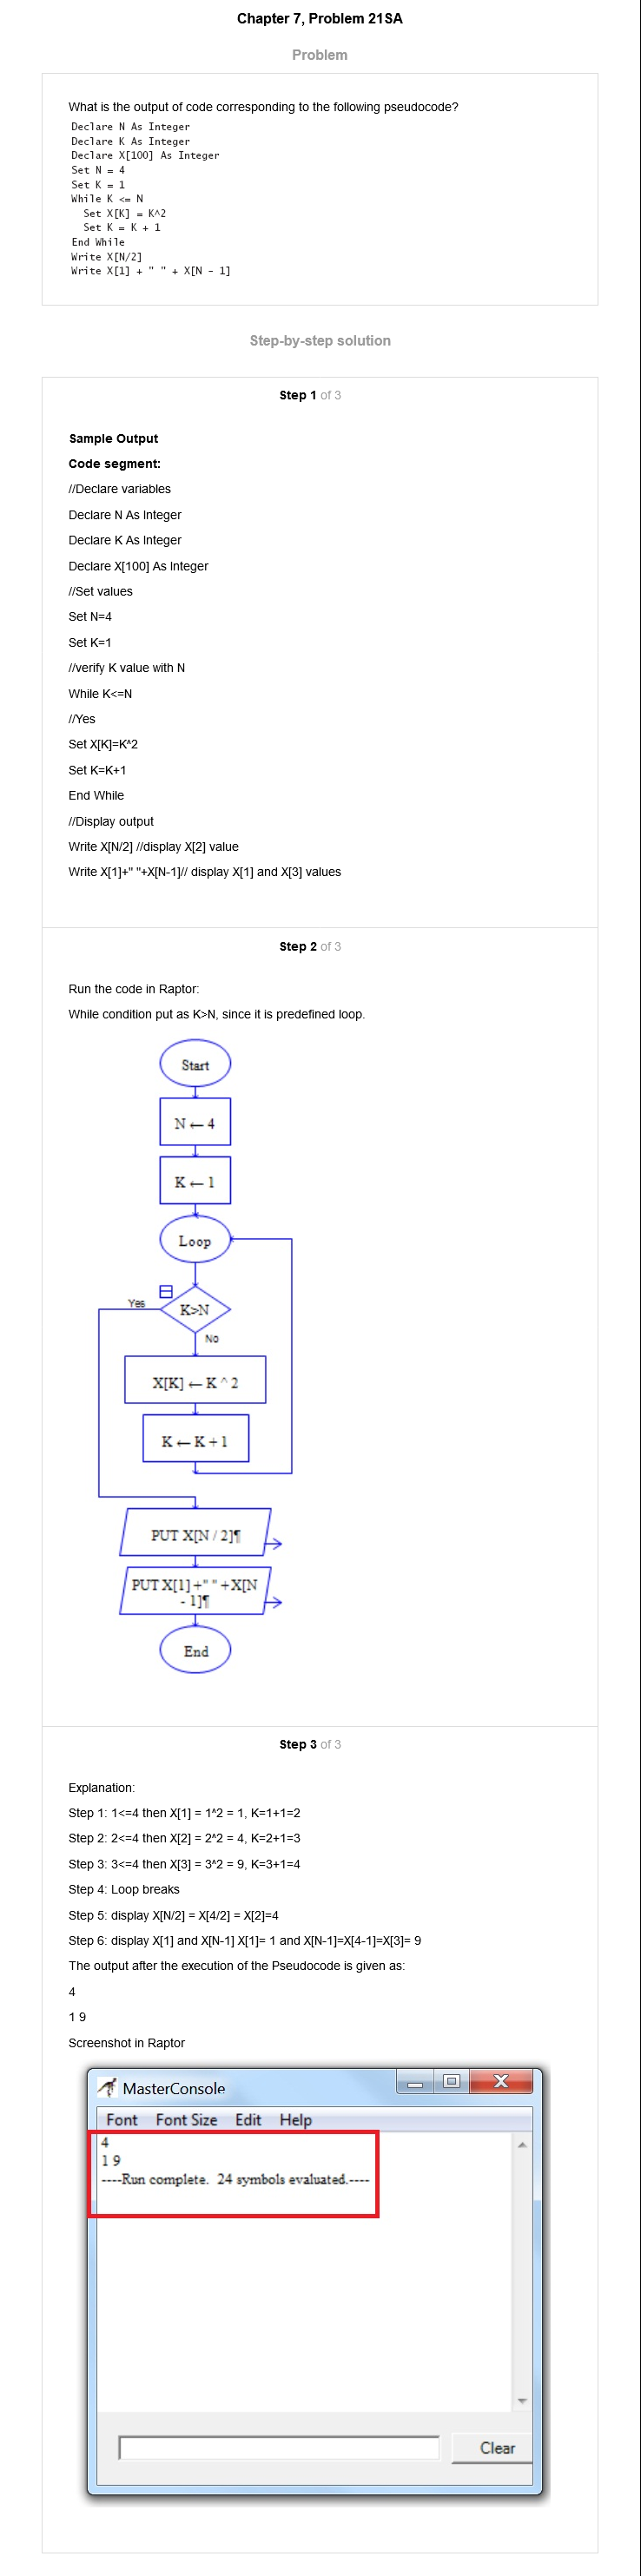 Chapter 7, Problem 21SA
Problem
What is the output of code corresponding to the following pseudocode?
Declare N As Integer
Declare K As Integer
Declare X[100] As Integer
Set N = 4
Set K = 1
While K <= N
Set X[K] = K^2
Set K = K + 1
End While
Write X[N/2]
Write X[1] + " " + X[N - 1]
Step-by-step solution
Step 1 of 3
Sample Output
Code segment:
//Declare variables
Declare N As Integer
Declare K As Integer
Declare X[100] As Integer
//Set values
Set N=4
Set K=1
//verify K value with N
While K<=N
//Yes
Set X[K]=K^2
Set K=K+1
End While
//Display output
Write X[N/2] //display X[2] value
Write X[1]+" "+X[N-1]// display X[1] and X[3] values
Step 2 of 3
Run the code in Raptor:
While condition put as K>N, since it is predefined loop.
Start
N ← 4
K ← 1
Loop
Yes
K>N
No
X[K] ← K ^ 2
K ← K + 1
PUT X[N / 2]¶
PUT X[1]+" "+X[N
- 1]¶
End
Step 3 of 3
Explanation:
Step 1: 1<=4 then X[1] = 1^2 = 1, K=1+1=2
Step 2: 2<=4 then X[2] = 2^2 = 4, K=2+1=3
Step 3: 3<=4 then X[3] = 3^2 = 9, K=3+1=4
Step 4: Loop breaks
Step 5: display X[N/2] = X[4/2] = X[2]=4
Step 6: display X[1] and X[N-1] X[1]= 1 and X[N-1]=X[4-1]=X[3]= 9
The output after the execution of the Pseudocode is given as:
4
1 9
Screenshot in Raptor
MasterConsole
Font Font Size Edit Help
4
1 9
----Run complete. 24 symbols evaluated.----
Clear